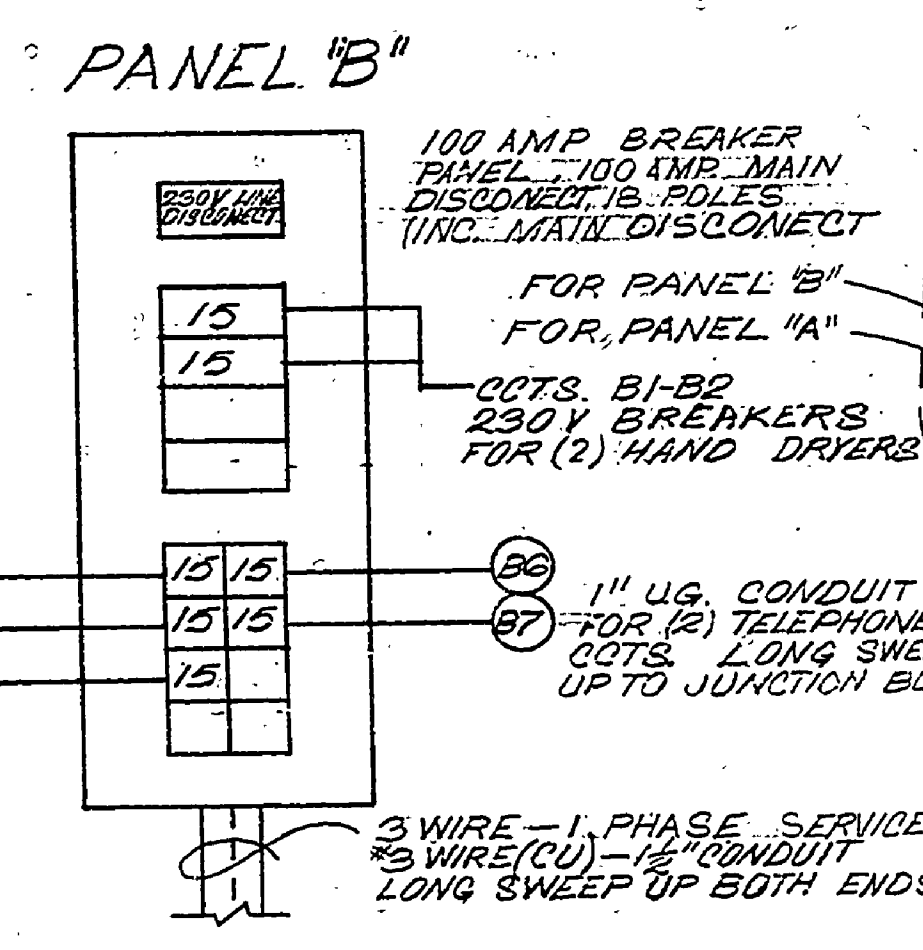 PANEL "B"
100 AMP BREAKER
PANEL, 100 AMP. MAIN
DISCONECT, 18 POLES
(INC. MAIN DISCONECT
230V LINE
DISCONECT
FOR PANEL "B"
FOR PANEL "A"
15
15
CCTS. B1-B2
230 V BREAKERS
FOR (2) HAND DRYERS
15 15
15 15
15
B6
B7
1" U.G. CONDUIT
FOR (2) TELEPHONE
CCTS. LONG SWE
UP TO JUNCTION
3 WIRE - 1 PHASE SERVICE
*3 WIRE (CU) - 1½" CONDUIT
LONG SWEEP UP BOTH ENDS